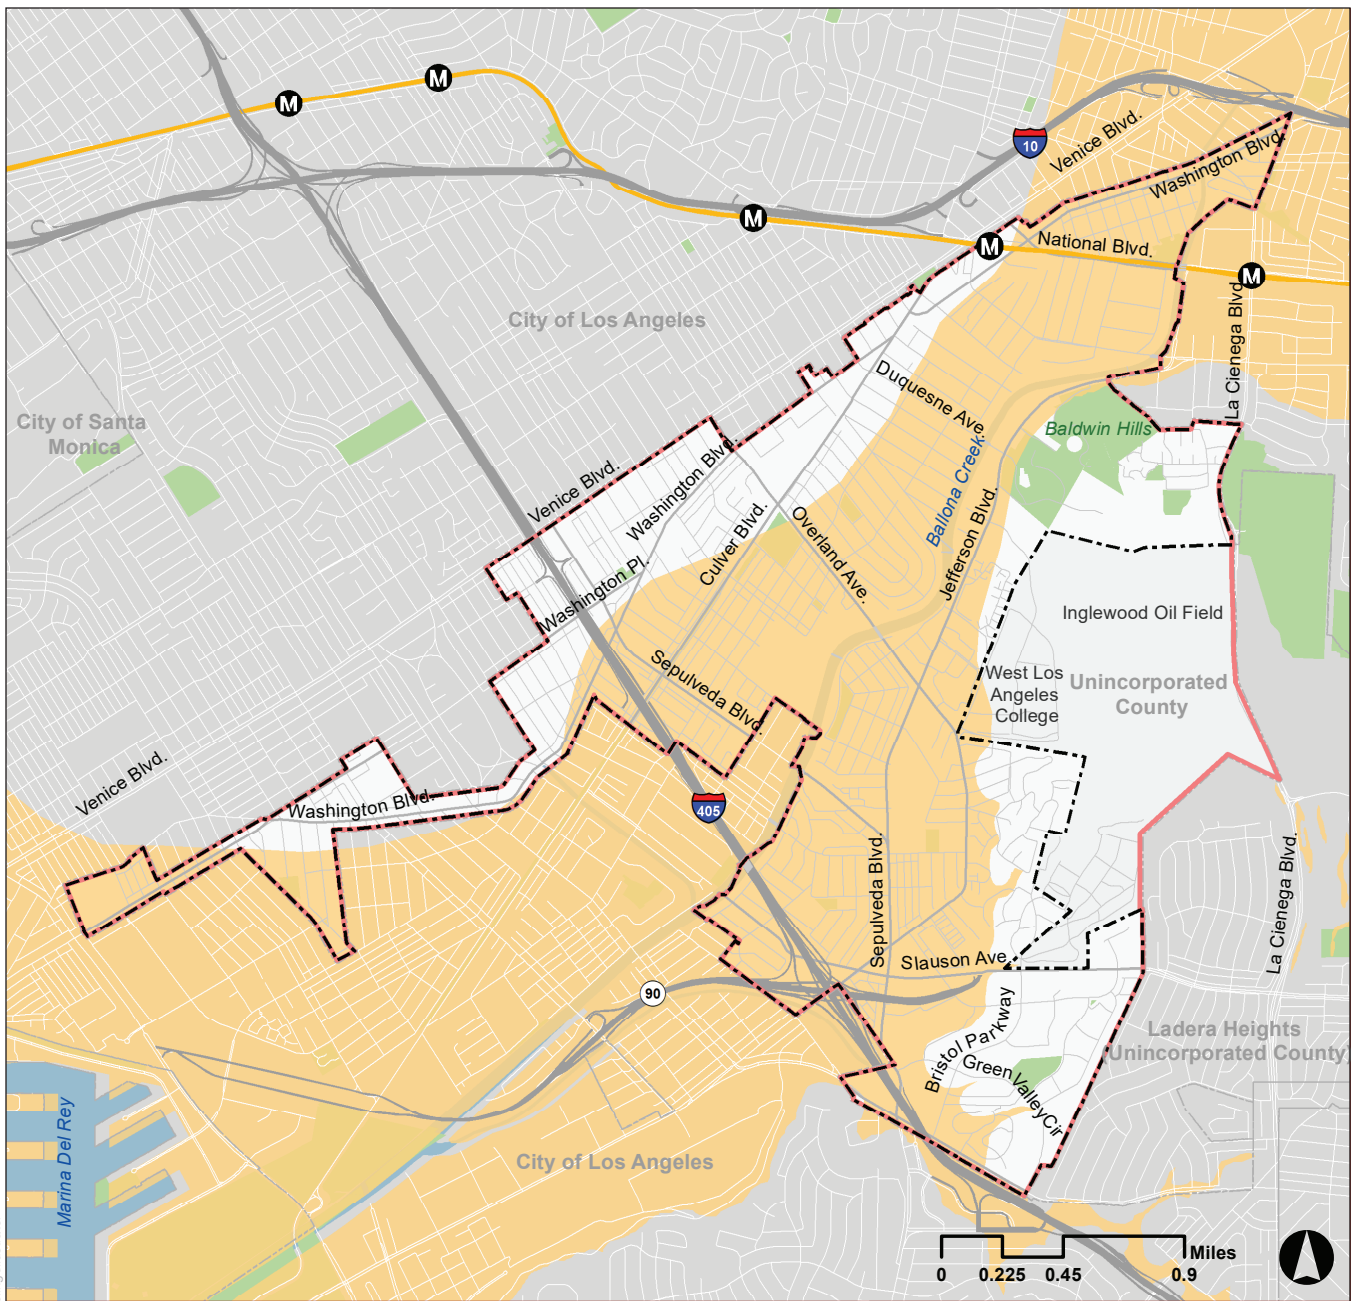 M
M
10
Venice Blvd.
Washington Blvd.
M
M
National Blvd.
M
City of Los Angeles
La Cienega Blvd.
Duquesne Ave.
City of Santa
Monica
Baldwin Hills
Washington Blvd.
Venice Blvd.
Ballona Creek
Jefferson Blvd.
Culver Blvd.
Overland Ave.
Washington Pl.
Inglewood Oil Field
Sepulveda Blvd.
West Los
Angeles
College
Unincorporated
County
Venice Blvd.
Washington Blvd.
405
Sepulveda Blvd.
La Cienega Blvd.
Slauson Ave
90
Bristol Parkway
Ladera Heights
(Unincorporated County)
Green Valley Cir
Marina Del Rey
City of Los Angeles
Miles
0 0.225 0.45 0.9